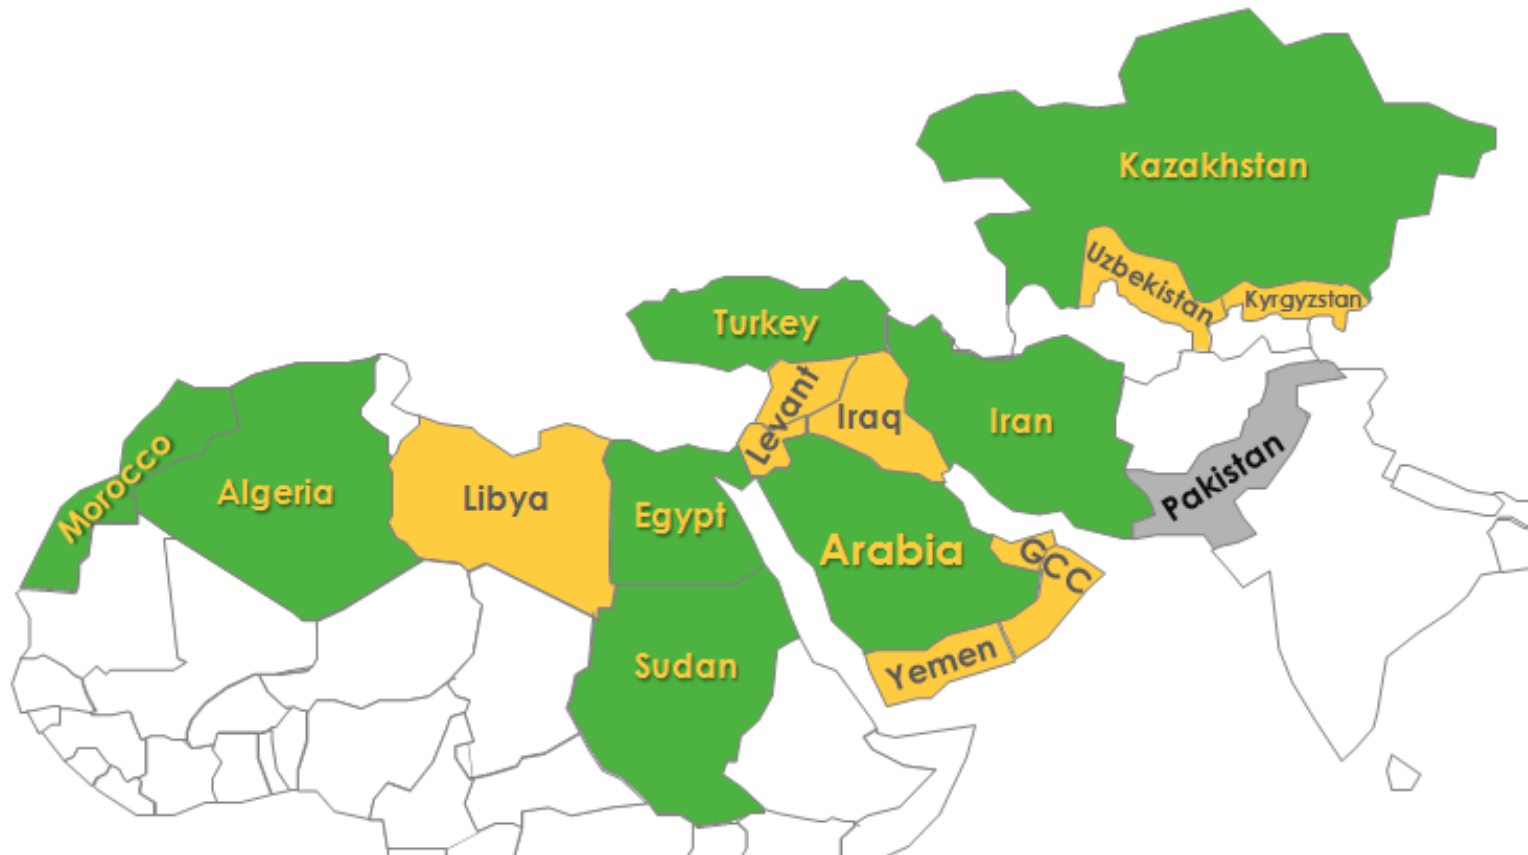 Kazakhstan
Uzbekistan
Kyrgyzstan
Turkey
Levant
Iraq
Iran
Pakistan
Morocco
Algeria
Libya
Egypt
Arabia
GCC
Sudan
Yemen